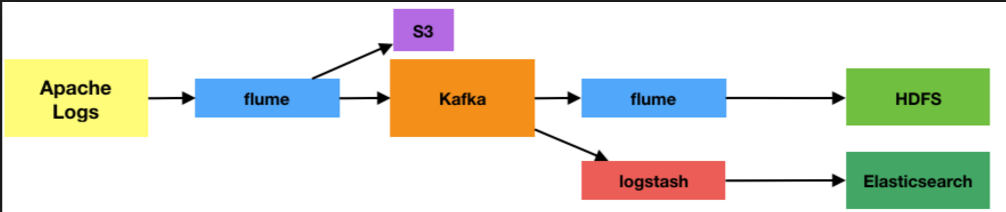 S3
Apache
Logs
flume
Kafka
flume
HDFS
logstash
Elasticsearch